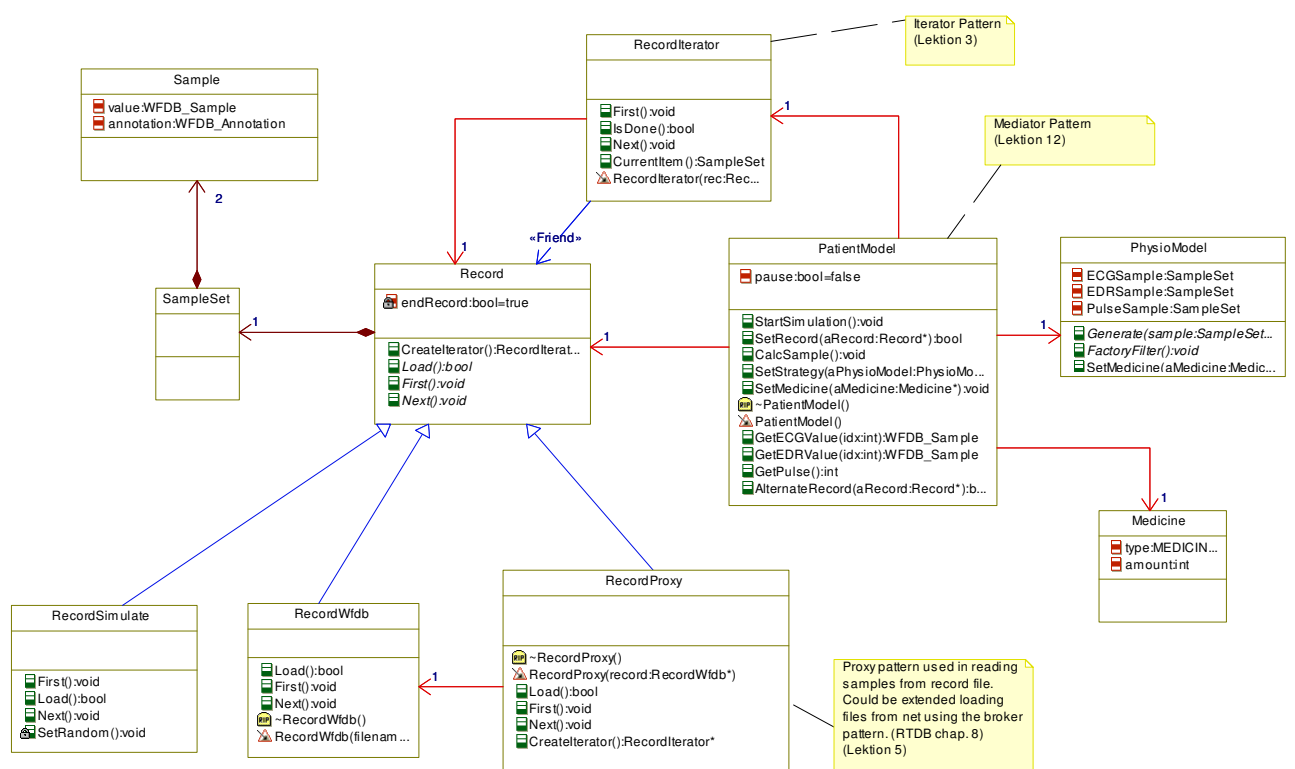 Iterator Pattern
(Lektion 3)
RecordIterator
First():void
IsDone():bool
Next():void
CurrentItem():SampleSet
RecordIterator(rec:Rec...
1
Sample
value:WFDB_Sample
annotation:WFDB_Annotation
2
Mediator Pattern
(Lektion 12)
«Friend»
1
SampleSet
1
Record
endRecord:bool=true
CreateIterator():RecordIterat...
Load():bool
First():void
Next():void
1
PatientModel
pause:bool=false
StartSimulation():void
SetRecord(aRecord:Record*):bool
CalcSample():void
SetStrategy(aPhysioModel:PhysioMo...
SetMedicine(aMedicine:Medicine*):void
RIP ~PatientModel()
PatientModel()
GetECGValue(idx:int):WFDB_Sample
GetEDRValue(idx:int):WFDB_Sample
GetPulse():int
AlternateRecord(aRecord:Record*):b...
1
PhysioModel
ECGSample:SampleSet
EDRSample:SampleSet
PulseSample:SampleSet
Generate(sample:SampleSet...
FactoryFilter():void
SetMedicine(aMedicine:Medic...
1
Medicine
type:MEDICIN...
amount:int
RecordSimulate
First():void
Load():bool
Next():void
SetRandom():void
RecordWfdb
Load():bool
First():void
Next():void
RIP ~RecordWfdb()
RecordWfdb(filenam...
1
RecordProxy
RIP ~RecordProxy()
RecordProxy(record:RecordWfdb*)
Load():bool
First():void
Next():void
CreateIterator():RecordIterator*
Proxy pattern used in reading
samples from record file.
Could be extended loading
files from net using the broker
pattern. (RTDB chap. 8)
(Lektion 5)